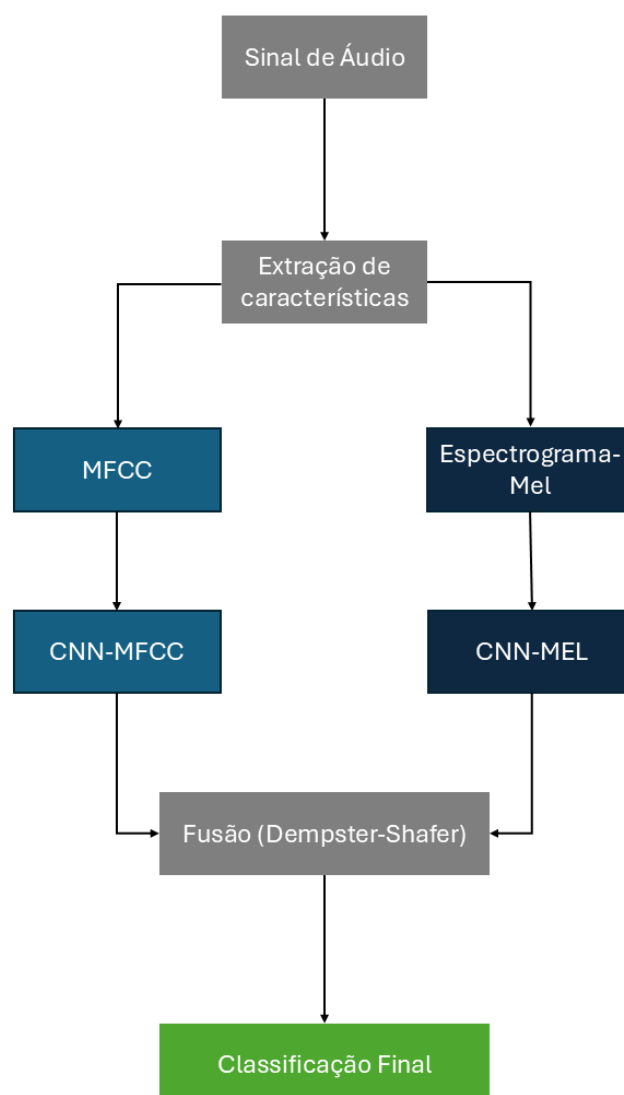 Sinal de Áudio
Extração de
características
MFCC
Espectrograma-
Mel
CNN-MFCC
CNN-MEL
Fusão (Dempster-Shafer)
Classificação Final